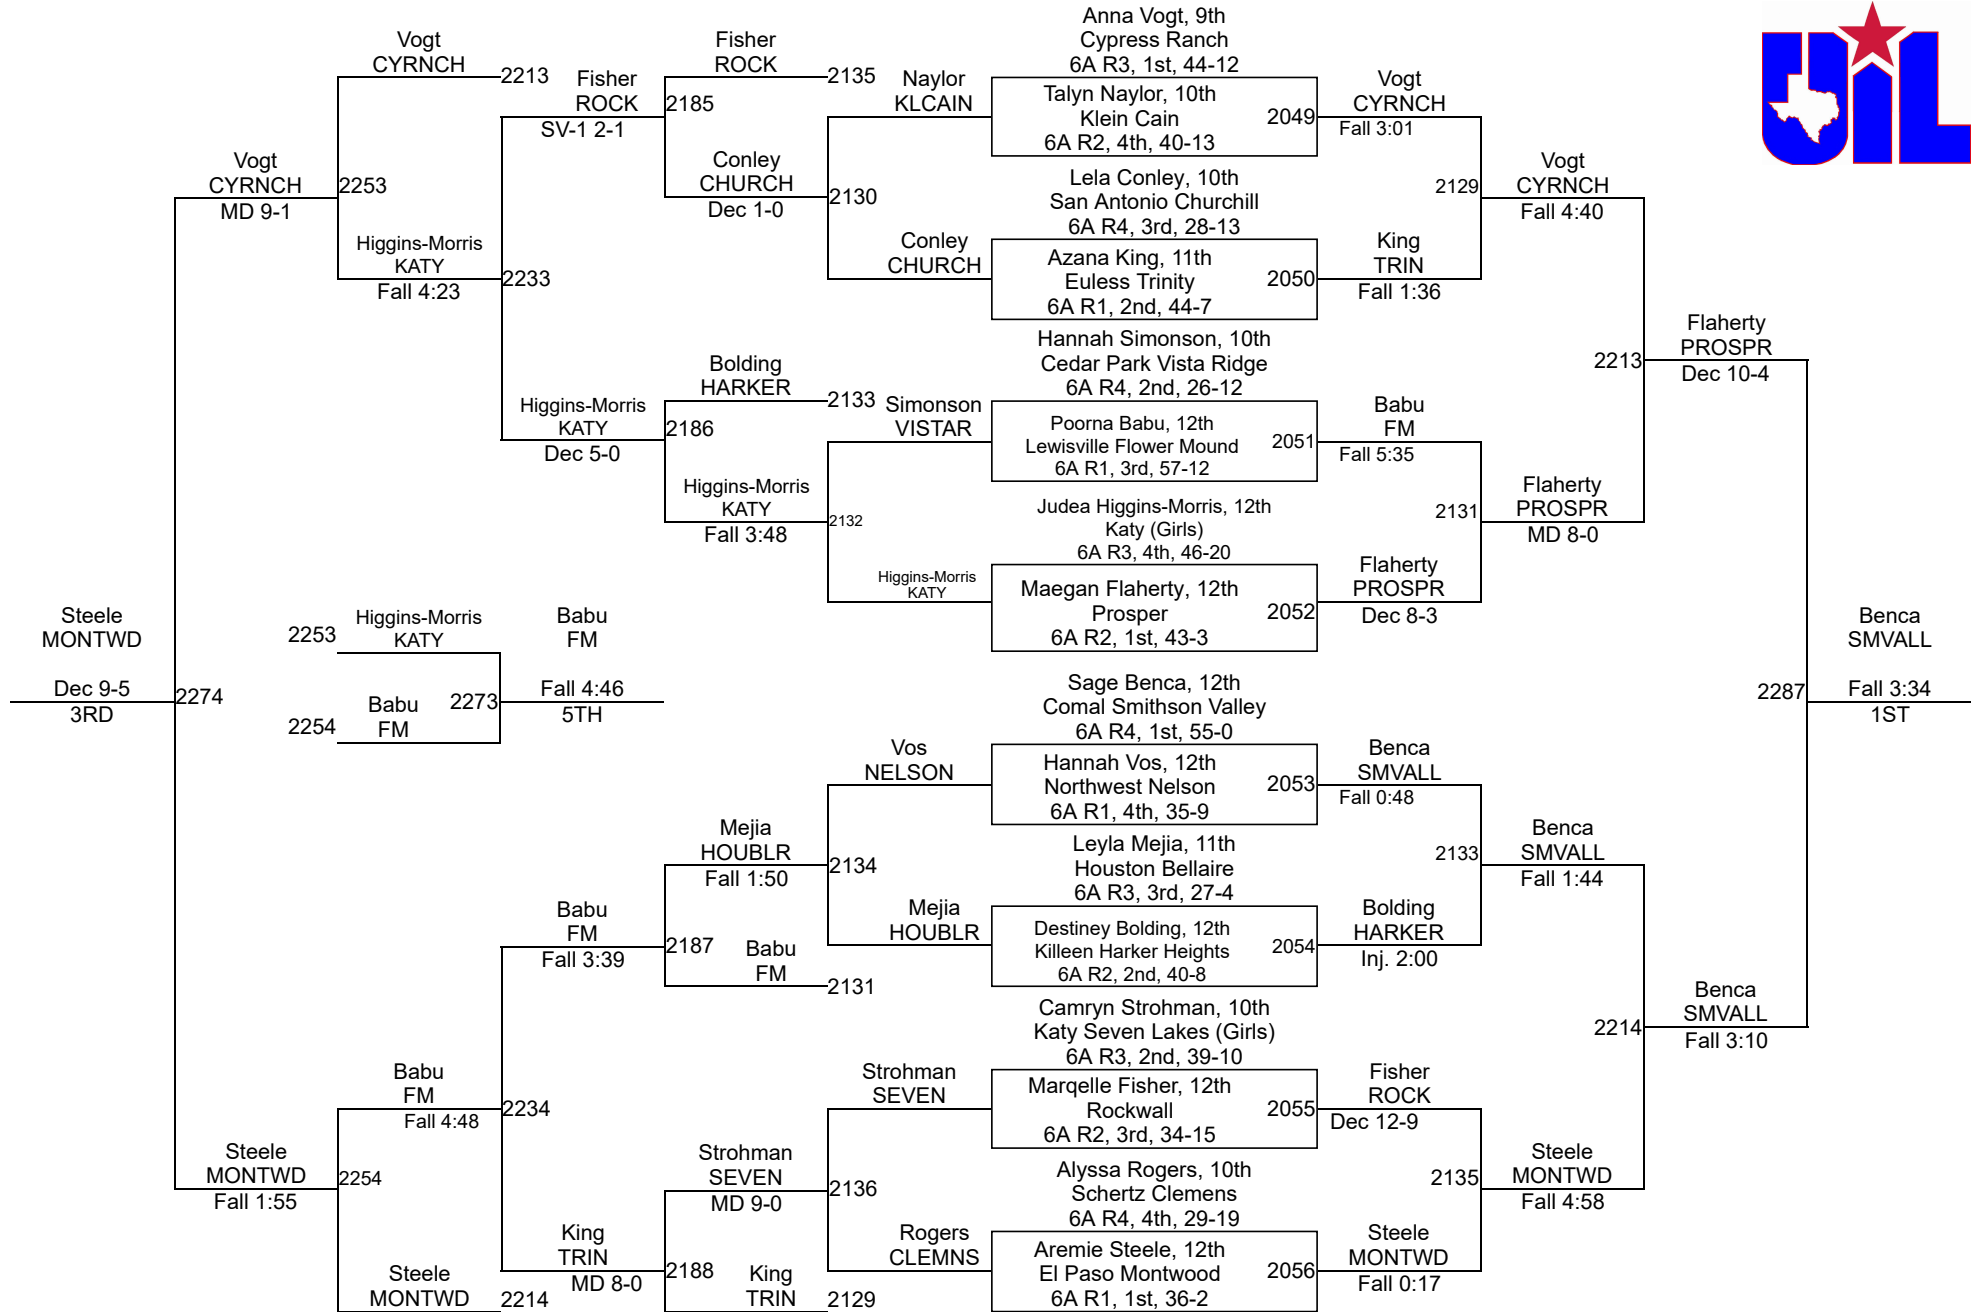 Anna Vogt, 9th
Cypress Ranch
6A R3, 1st, 44-12
Talyn Naylor, 10th
Klein Cain
6A R2, 4th, 40-13
2049
Lela Conley, 10th
San Antonio Churchill
6A R4, 3rd, 28-13
Azana King, 11th
Euless Trinity
6A R1, 2nd, 44-7
2050
Hannah Simonson, 10th
Cedar Park Vista Ridge
6A R4, 2nd, 26-12
Poorna Babu, 12th
Lewisville Flower Mound
6A R1, 3rd, 57-12
2051
Judea Higgins-Morris, 12th
Katy (Girls)
6A R3, 4th, 46-20
Maegan Flaherty, 12th
Prosper
6A R2, 1st, 43-3
2052
Sage Benca, 12th
Comal Smithson Valley
6A R4, 1st, 55-0
Hannah Vos, 12th
Northwest Nelson
6A R1, 4th, 35-9
2053
Leyla Mejia, 11th
Houston Bellaire
6A R3, 3rd, 27-4
Destiney Bolding, 12th
Killeen Harker Heights
6A R2, 2nd, 40-8
2054
Camryn Strohman, 10th
Katy Seven Lakes (Girls)
6A R3, 2nd, 39-10
Marqelle Fisher, 12th
Rockwall
6A R2, 3rd, 34-15
2055
Alyssa Rogers, 10th
Schertz Clemens
6A R4, 4th, 29-19
Aremie Steele, 12th
El Paso Montwood
6A R1, 1st, 36-2
2056
Vogt
CYRNCH
Fall 3:01
King
TRIN
Fall 1:36
Babu
FM
Fall 5:35
Flaherty
PROSPR
Dec 8-3
Benca
SMVALL
Fall 0:48
Bolding
HARKER
Inj. 2:00
Fisher
ROCK
Dec 12-9
Steele
MONTWD
Fall 0:17
2129
Vogt
CYRNCH
Fall 4:40
2131
Flaherty
PROSPR
MD 8-0
2133
Benca
SMVALL
Fall 1:44
2135
Steele
MONTWD
Fall 4:58
2213
Flaherty
PROSPR
Dec 10-4
2214
Benca
SMVALL
Fall 3:10
2287
Benca
SMVALL
Fall 3:34
1ST
UIL
Naylor
KLCAIN
Conley
CHURCH
2130
Simonson
VISTAR
Higgins-Morris
KATY
2132
Vos
NELSON
Mejia
HOUBLR
2134
Strohman
SEVEN
Rogers
CLEMNS
2136
Fisher
ROCK
2135
Conley
CHURCH
Dec 1-0
2185
Bolding
HARKER
2133
Higgins-Morris
KATY
Fall 3:48
2186
Mejia
HOUBLR
Fall 1:50
Babu
FM
2131
2187
Strohman
SEVEN
MD 9-0
King
TRIN
2129
2188
Fisher
ROCK
SV-1 2-1
Higgins-Morris
KATY
Dec 5-0
2233
Babu
FM
Fall 3:39
King
TRIN
MD 8-0
2234
Vogt
CYRNCH
2213
Higgins-Morris
KATY
Fall 4:23
2253
Babu
FM
Fall 4:48
Steele
MONTWD
2214
2254
Vogt
CYRNCH
MD 9-1
Steele
MONTWD
Fall 1:55
2274
Steele
MONTWD
Dec 9-5
3RD
2253
Higgins-Morris
KATY
2254
Babu
FM
2273
Babu
FM
Fall 4:46
5TH